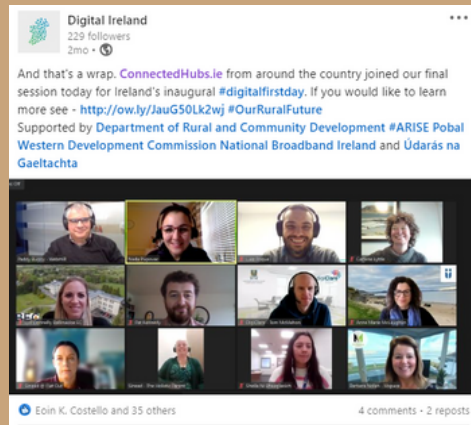 Digital Ireland
229 followers
2mo •
And that's a wrap. ConnectedHubs.ie from around the country joined our final
session today for Ireland's inaugural #digitalfirstday. If you would like to learn
more see - http://ow.ly/JauG50Lk2wj #OurRuralFuture
Supported by Department of Rural and Community Development #ARISE Pobal
Western Development Commission National Broadband Ireland and Údarás na
Gaeltachta
Eoin K. Costello and 35 others
4 comments • 2 reposts